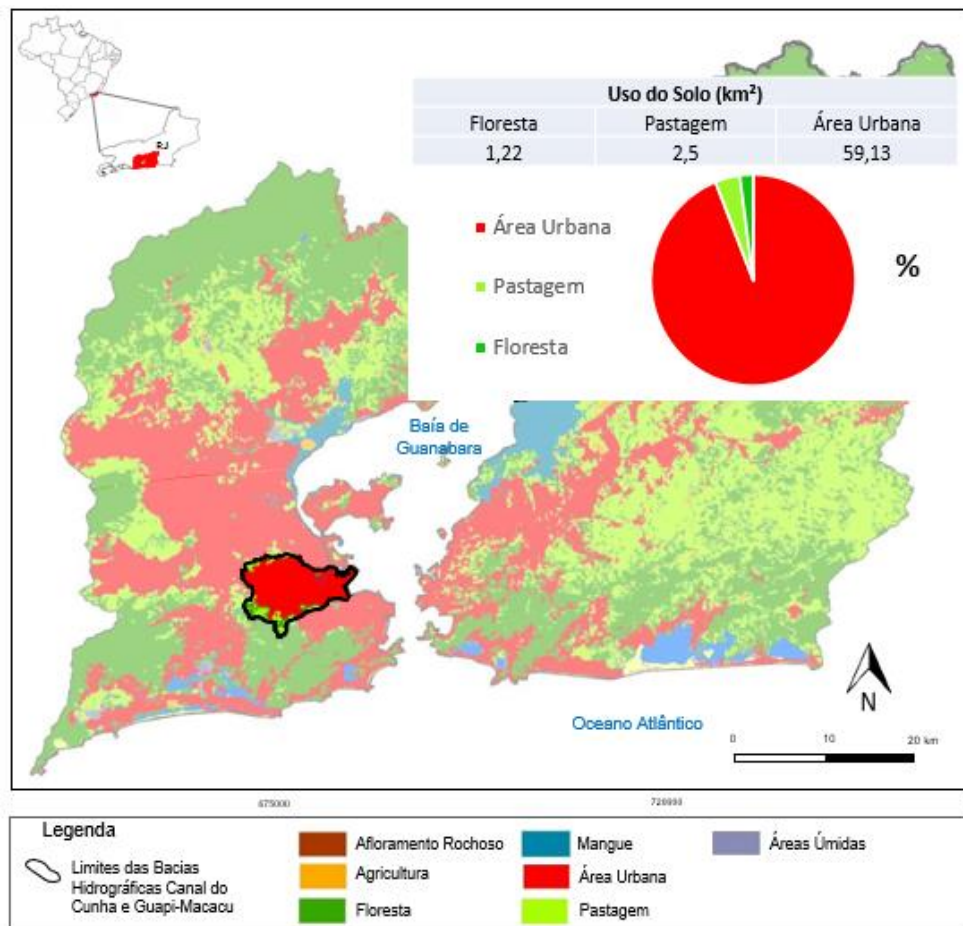 RJ
Uso do Solo (km²)
Floresta Pastagem Área Urbana
1,22 2,5 59,13
Área Urbana
Pastagem
Floresta
%
Baía de
Guanabara
N
Oceano Atlântico
0 10 20 km
675000
Legenda
Limites das Bacias
Hidrográficas Canal do
Cunha e Guapi-Macacu
Afloramento Rochoso
Agricultura
Floresta
Mangue
Área Urbana
Pastagem
Áreas Úmidas